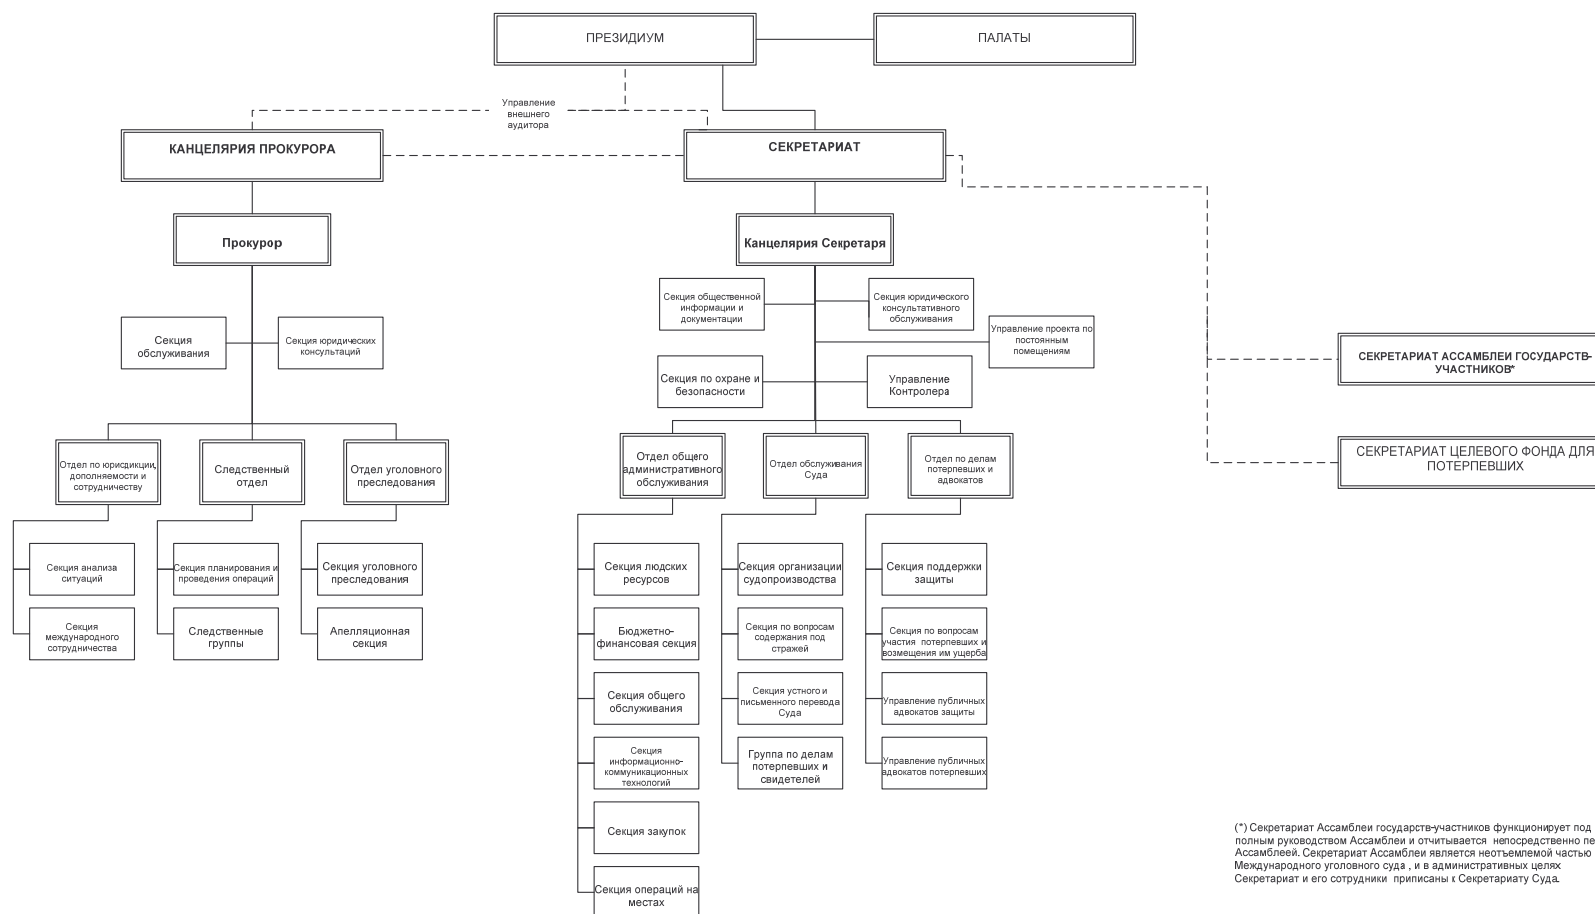 ПРЕЗИДИУМ
ПАЛАТЫ
Управление
внешнего
аудитора
КАНЦЕЛЯРИЯ ПРОКУРОРА
СЕКРЕТАРИАТ
Прокурор
Канцелярия Секретаря
Секция общественной
информации и
документации
Секция юридического
консультативного
обслуживания
Секция
обслуживания
Секция юридических
консультаций
Управление проекта по
постоянным
помещениям
Секция по охране и
безопасности
Управление
Контролера
СЕКРЕТАРИАТ АССАМБЛЕИ ГОСУДАРСТВ-
УЧАСТНИКОВ*
СЕКРЕТАРИАТ ЦЕЛЕВОГО ФОНДА ДЛЯ
ПОТЕРПЕВШИХ
Отдел по юрисдикции,
дополняемости и
сотрудничеству
Следственный
отдел
Отдел уголовного
преследования
Отдел общего
административного
обслуживания
Отдел обслуживания
Суда
Отдел по делам
потерпевших и
адвокатов
Секция анализа
ситуаций
Секция планирования и
проведения операций
Секция уголовного
преследования
Секция людских
ресурсов
Секция организации
судопроизводства
Секция поддержки
защиты
Секция
международного
сотрудничества
Следственные
группы
Апелляционная
секция
Бюджетно-
финансовая секция
Секция по вопросам
содержания под
стражей
Секция по вопросам
участия потерпевших и
возмещения им ущерба
Секция общего
обслуживания
Секция устного и
письменного перевода
Суда
Управление публичных
адвокатов защиты
Секция
информационно-
коммуникационных
технологий
Группа по делам
потерпевших и
свидетелей
Управление публичных
адвокатов потерпевших
Секция закупок
Секция операций на
местах
(*) Секретариат Ассамблеи государств-участников функционирует под
полным руководством Ассамблеи и отчитывается непосредственно пе
Ассамблеей. Секретариат Ассамблеи является неотъемлемой частью
Международного уголовного суда , и в административных целях
Секретариат и его сотрудники приписаны к Секретариату Суда.